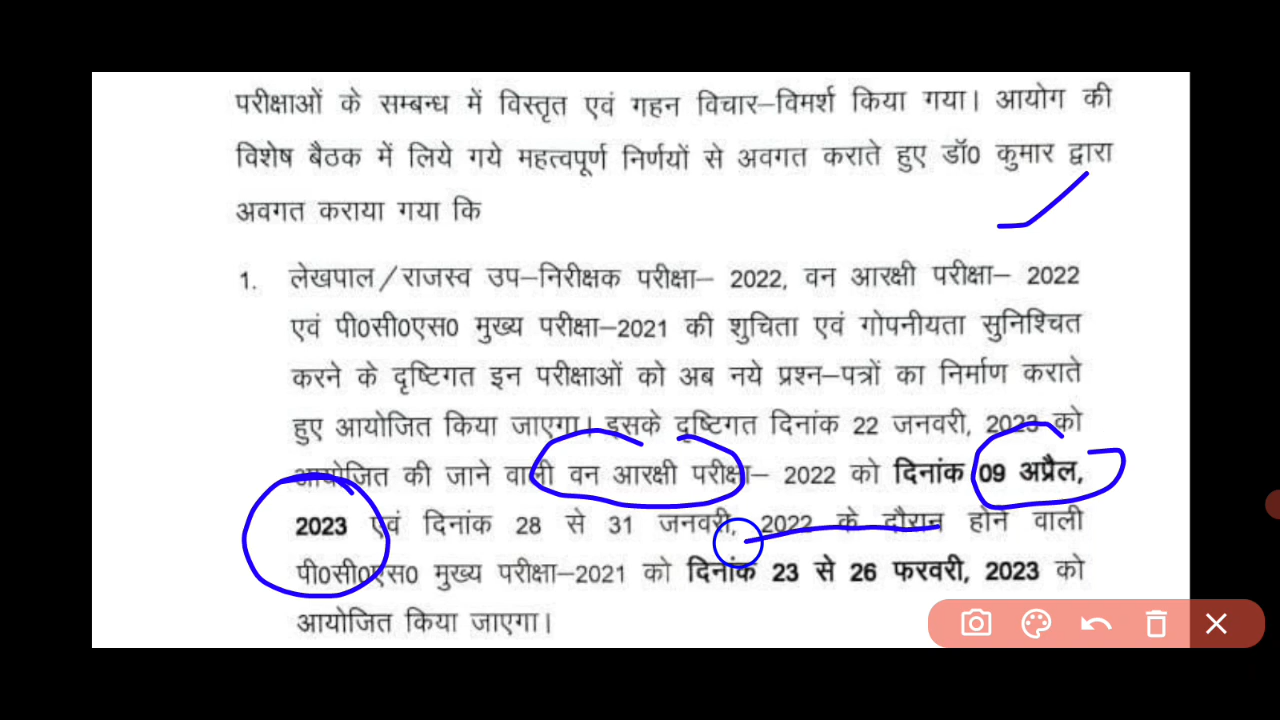 परीक्षाओं के सम्बन्ध में विस्तृत एवं गहन विचार–विमर्श किया गया। आयोग की
विशेष बैठक में लिये गये महत्वपूर्ण निर्णयों से अवगत कराते हुए डॉ0 कुमार द्वारा
अवगत कराया गया कि
1. लेखपाल/राजस्व उप–निरीक्षक परीक्षा– 2022, वन आरक्षी परीक्षा– 2022
एवं पी0सी0एस0 मुख्य परीक्षा–2021 की शुचिता एवं गोपनीयता सुनिश्चित
करने के दृष्टिगत इन परीक्षाओं को अब नये प्रश्न–पत्रों का निर्माण कराते
हुए आयोजित किया जाएगा। इसके दृष्टिगत दिनांक 22 जनवरी, 2023 को
आयोजित की जाने वाली वन आरक्षी परीक्षा– 2022 को दिनांक 09 अप्रैल,
2023 एवं दिनांक 28 से 31 जनवरी, 2022 के दौरान होने वाली
पी0सी0एस0 मुख्य परीक्षा–2021 को दिनांक 23 से 26 फरवरी, 2023 को
आयोजित किया जाएगा।